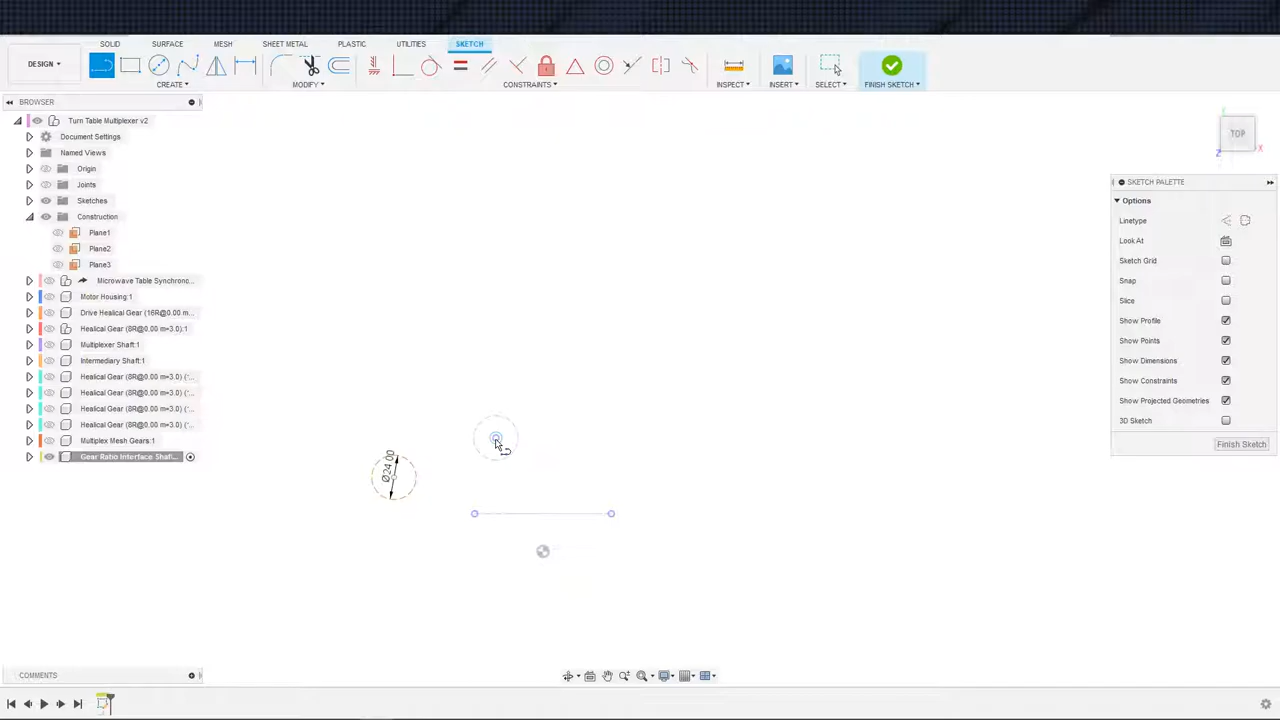 SOLID SURFACE MESH SHEET METAL PLASTIC UTILITIES SKETCH
DESIGN
CREATE MODIFY CONSTRAINTS INSPECT INSERT SELECT FINISH SKETCH
BROWSER
Turn Table Multiplexer v2
Document Settings
Named Views
Origin
Joints
Sketches
Construction
Plane1
Plane2
Plane3
Microwave Table Synchronc...
Motor Housing:1
Drive Healical Gear (16R@0.00 m...
Healical Gear (8R@0.00 m=3.0):1
Multiplexer Shaft:1
Intermediary Shaft:1
Healical Gear (8R@0.00 m=3.0) (...
Healical Gear (8R@0.00 m=3.0) (...
Healical Gear (8R@0.00 m=3.0) (...
Healical Gear (8R@0.00 m=3.0) (...
Multiplex Mesh Gears:1
Gear Ratio Interface Shaft...
Ø24.00
TOP
X
Z
SKETCH PALETTE
Options
Linetype
Look At
Sketch Grid
Snap
Slice
Show Profile
Show Points
Show Dimensions
Show Constraints
Show Projected Geometries
3D Sketch
Finish Sketch
COMMENTS